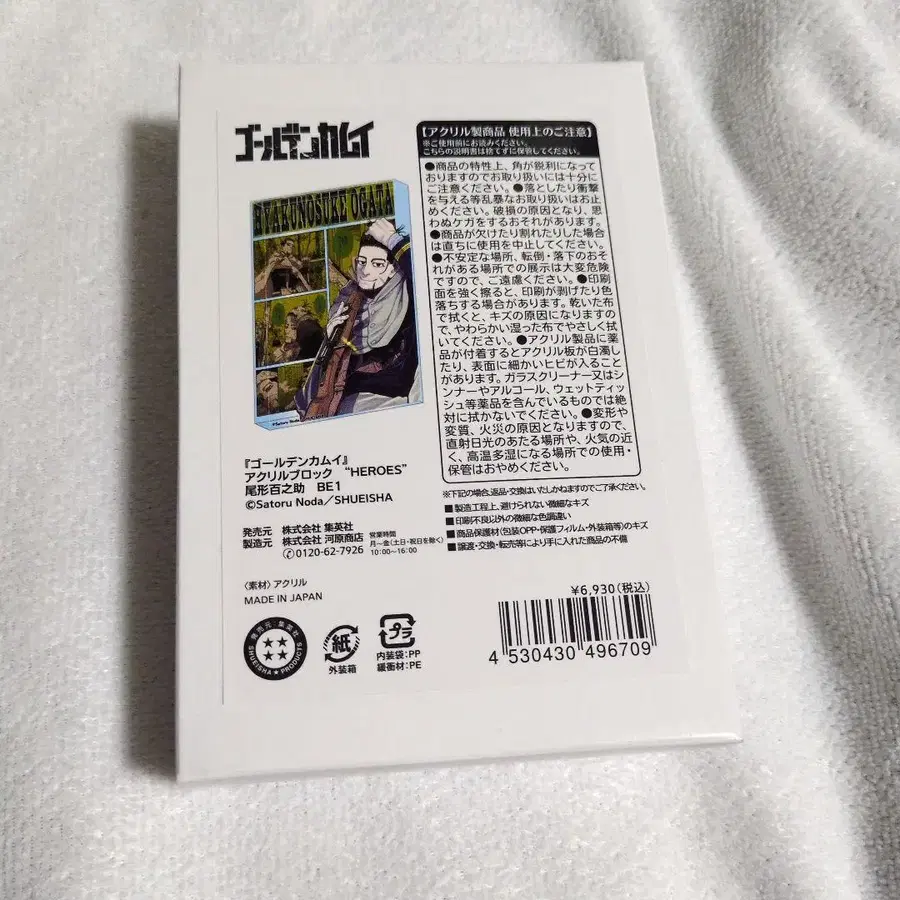 ゴールデンカムイ
HYAKUNOSUKE OGATA
©Satoru Noda
『ゴールデンカムイ』
アクリルブロック “HEROES”
尾形百之助 BE1
©Satoru Noda/SHUEISHA
発売元 株式会社 集英社
製造元 株式会社 河原商店
0120-62-7926
営業時間
月〜金(土日・祝日を除く)
10:00〜16:00
〈素材〉アクリル
MADE IN JAPAN
発売元:集英社
SHUEISHA PRODUCTS
紙
外装箱
プラ
内装袋:PP
緩衝材:PE
【アクリル製商品 使用上のご注意】
※ご使用前にお読みください。
こちらの説明書は捨てずに保管してください。
●商品の特性上、角が鋭利になって
おりますのでお取り扱いには十分に
ご注意ください。●落としたり衝撃
を与える等乱暴なお取り扱いはお止
めください。破損の原因となり、思
わぬケガをするおそれがあります。
●商品が欠けたり割れたりした場合
は直ちに使用を中止してください。
●不安定な場所、転倒・落下のおそ
れがある場所での展示は大変危険
ですので、ご遠慮ください。●印刷
面を強く擦ると、印刷が剥げたり色
落ちする場合があります。乾いた布
で拭くと、キズの原因になりますの
で、やわらかい湿った布でやさしく拭
いてください。●アクリル製品に薬
品が付着するとアクリル板が白濁し
たり、表面に細かいヒビが入ること
があります。ガラスクリーナー又はシ
ンナーやアルコール、ウェットティッ
シュ等薬品を含んでいるものでは絶
対に拭かないでください。●変形や
変質、火災の原因となりますので、
直射日光のあたる場所や、火気の近
く、高温多湿になる場所での使用・
保管はおやめください。
※下記の場合、返品・交換はいたしかねますのでご了承ください。
■製造工程上、避けられない微細なキズ
■印刷不良以外の微細な色調違い
■商品保護材(包装OPP・保護フィルム・外装箱等)のキズ
■譲渡・交換・転売等により手に入れた商品の不備
¥6,930(税込)
4 530430 496709